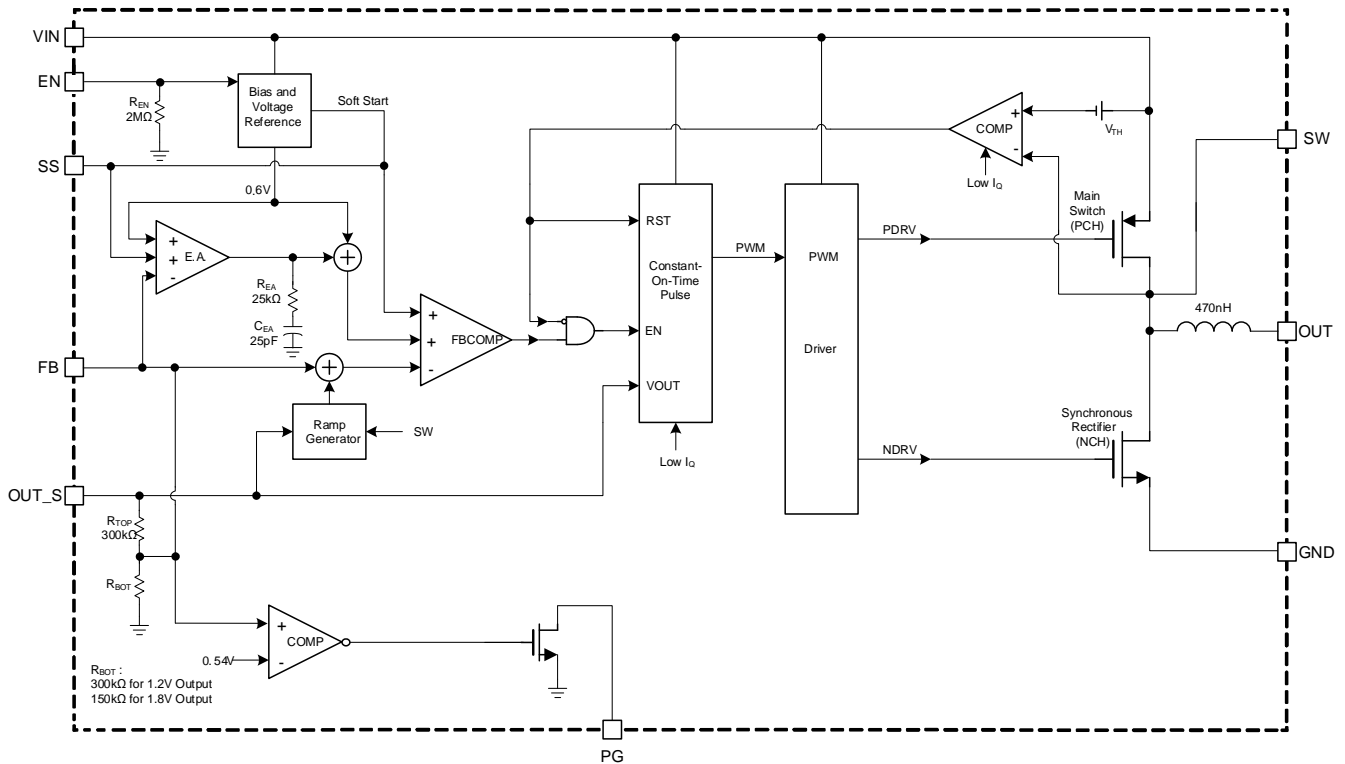 VIN
EN
R_EN
2MΩ
Bias and
Voltage
Reference
Soft Start
SS
0.6V
E.A.
R_EA
25kΩ
C_EA
25pF
FB
Ramp
Generator
SW
FBCOMP
OUT_S
R_TOP
300kΩ
R_BOT
R_BOT :
300kΩ for 1.2V Output
150kΩ for 1.8V Output
0.54V
COMP
PG
RST
Constant-
On-Time
Pulse
EN
VOUT
Low I_Q
PWM
PWM
Driver
PDRV
NDRV
COMP
Low I_Q
V_TH
Main
Switch
(PCH)
SW
470nH
OUT
Synchronous
Rectifier
(NCH)
GND
+
+
-
+
+
-
+
-
+
-
+
+